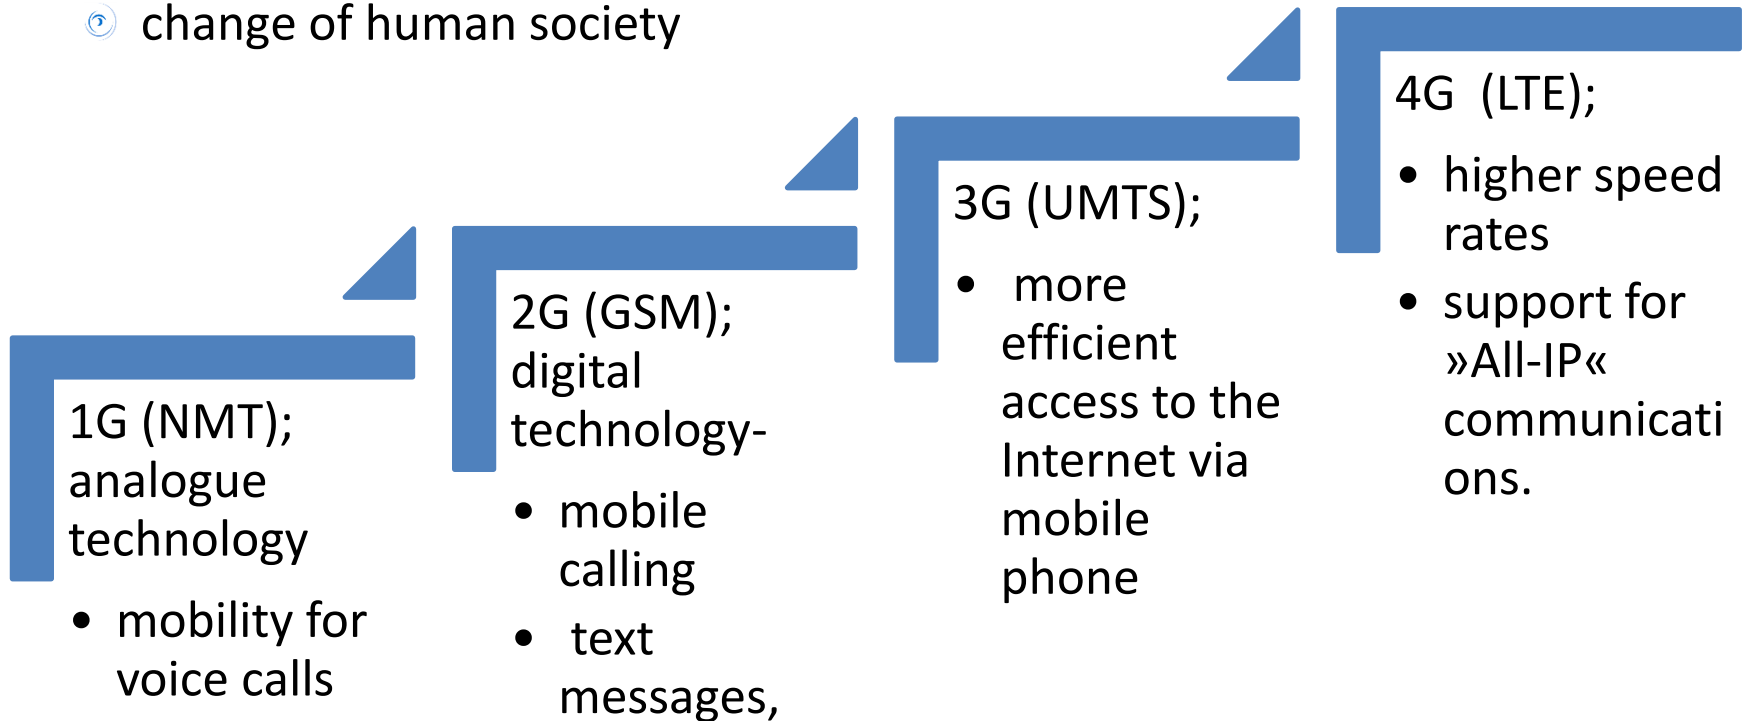 change of human society
1G (NMT);
analogue
technology
• mobility for
voice calls
2G (GSM);
digital
technology-
• mobile
calling
• text
messages,
3G (UMTS);
• more
efficient
access to the
Internet via
mobile
phone
4G (LTE);
• higher speed
rates
• support for
»All-IP«
communicati
ons.